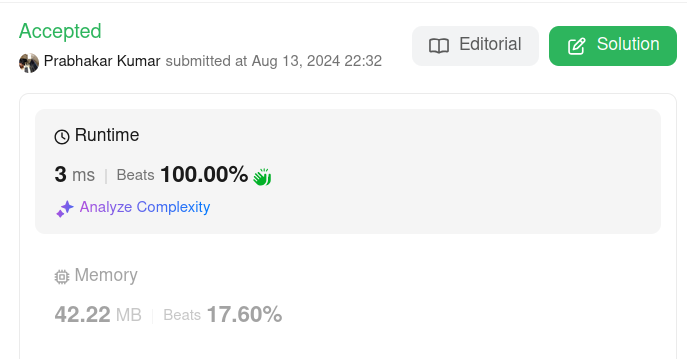 Accepted
Editorial
Solution
Prabhakar Kumar submitted at Aug 13, 2024 22:32
Runtime
3 ms | Beats 100.00%
Analyze Complexity
Memory
42.22 MB | Beats 17.60%